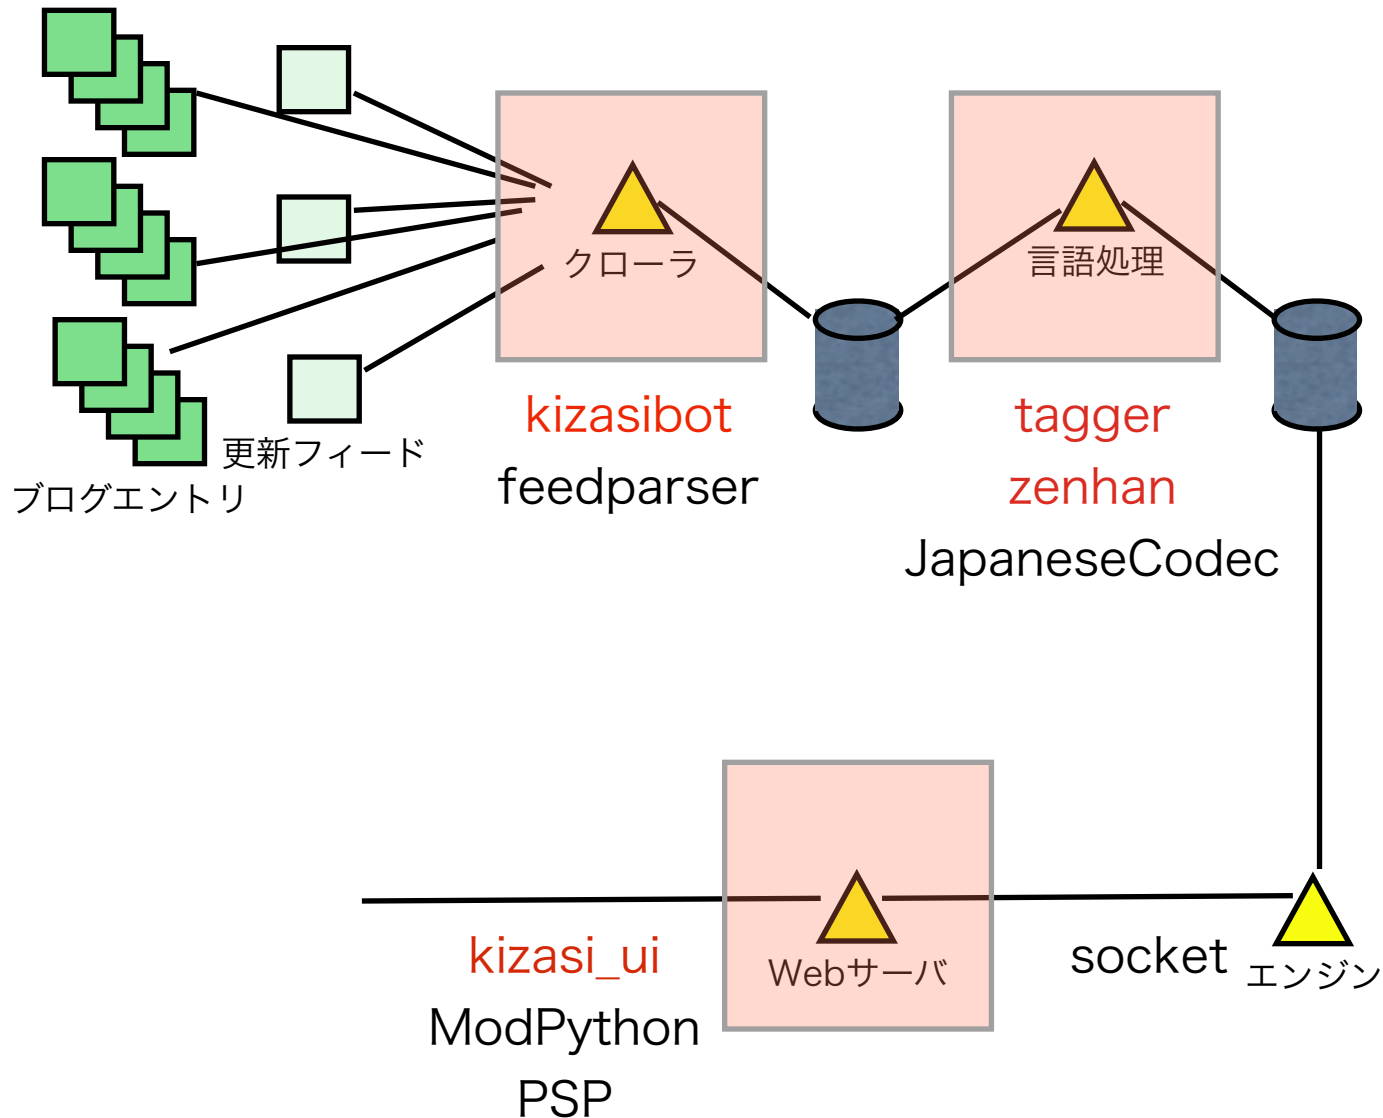 クローラ
言語処理
kizasibot
tagger
更新フィード
ブログエントリ
feedparser
zenhan
JapaneseCodec
kizasi_ui
Webサーバ
socket
エンジン
ModPython
PSP